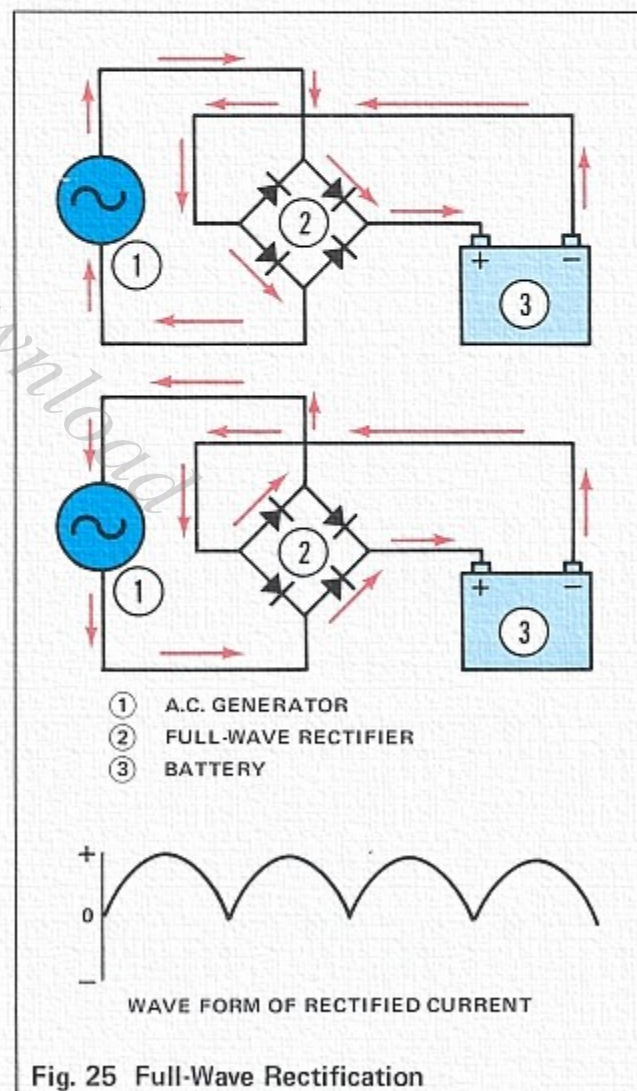 1
2
+ −
3
1
2
+ −
3
wnload
1 A.C. GENERATOR
2 FULL-WAVE RECTIFIER
3 BATTERY
+
0
−
WAVE FORM OF RECTIFIED CURRENT
Fig. 25 Full-Wave Rectification